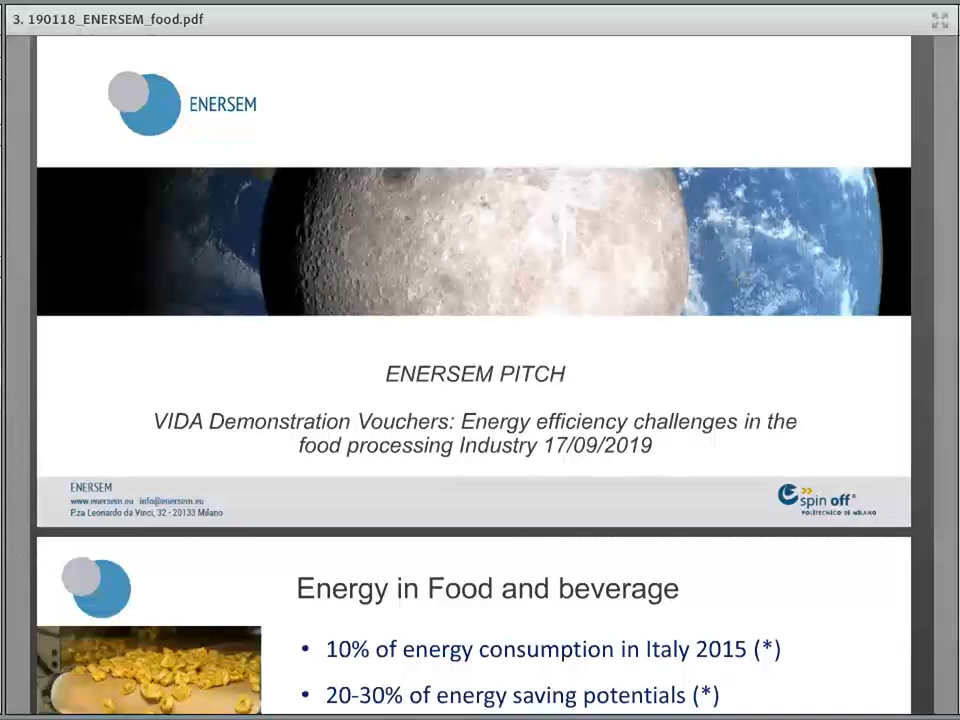 3. 190118_ENERSEM_food.pdf
ENERSEM
ENERSEM PITCH
VIDA Demonstration Vouchers: Energy efficiency challenges in the
food processing Industry 17/09/2019
ENERSEM
www.enersem.eu info@enersem.eu
P.za Leonardo da Vinci, 32 - 20133 Milano
spin off®
POLITECNICO DI MILANO
Energy in Food and beverage
• 10% of energy consumption in Italy 2015 (*)
• 20-30% of energy saving potentials (*)